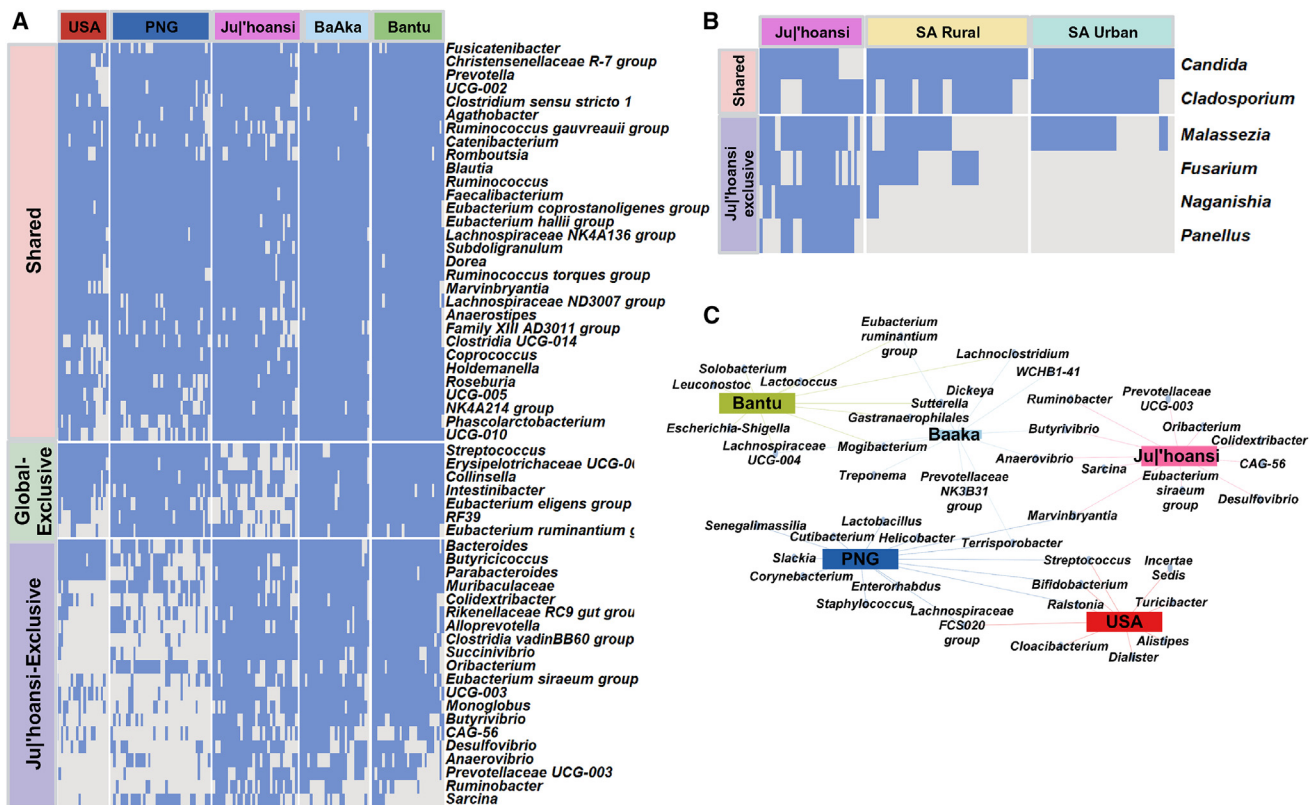 A
USA
PNG
Ju|'hoansi
BaAka
Bantu
Shared
Global-
Exclusive
Ju|'hoansi-Exclusive
Fusicatenibacter
Christensenellaceae R-7 group
Prevotella
UCG-002
Clostridium sensu stricto 1
Agathobacter
Ruminococcus gauvreauii group
Catenibacterium
Romboutsia
Blautia
Ruminococcus
Faecalibacterium
Eubacterium coprostanoligenes group
Eubacterium hallii group
Lachnospiraceae NK4A136 group
Subdoligranulum
Dorea
Ruminococcus torques group
Marvinbryantia
Lachnospiraceae ND3007 group
Anaerostipes
Family XIII AD3011 group
Clostridia UCG-014
Coprococcus
Holdemanella
Roseburia
UCG-005
NK4A214 group
Phascolarctobacterium
UCG-010
Streptococcus
Erysipelotrichaceae UCG-0
Collinsella
Intestinibacter
Eubacterium eligens group
RF39
Eubacterium ruminantium g
Bacteroides
Butyricicoccus
Parabacteroides
Muribaculaceae
Colidextribacter
Rikenellaceae RC9 gut grou
Alloprevotella
Clostridia vadinBB60 group
Succinivibrio
Oribacterium
Eubacterium siraeum group
UCG-003
Monoglobus
Butyrivibrio
CAG-56
Desulfovibrio
Anaerovibrio
Prevotellaceae UCG-003
Ruminobacter
Sarcina
B
Ju|'hoansi
SA Rural
SA Urban
Shared
Ju|'hoansi
exclusive
Candida
Cladosporium
Malassezia
Fusarium
Naganishia
Panellus
C
Eubacterium
ruminantium
group
Lachnoclostridium
WCHB1-41
Solobacterium
Leuconostoc
Lactococcus
Bantu
Dickeya
Sutterella
Gastranaerophilales
Escherichia-Shigella
Baaka
Mogibacterium
Lachnospiraceae
UCG-004
Treponema
Prevotellaceae
NK3B31
group
Ruminobacter
Prevotellaceae
UCG-003
Butyrivibrio
Oribacterium
Colidextribacter
Anaerovibrio
Ju|'hoansi
Sarcina
CAG-56
Eubacterium
siraeum
group
Desulfovibrio
Marvinbryantia
Senegalimassilia
Lactobacillus
Cutibacterium
Helicobacter
Terrisporobacter
Slackia
PNG
Corynebacterium
Enterorhabdus
Staphylococcus
Lachnospiraceae
FCS020
group
Streptococcus
Incertae
Sedis
Bifidobacterium
Ralstonia
Turicibacter
USA
Cloacibacterium
Alistipes
Dialister